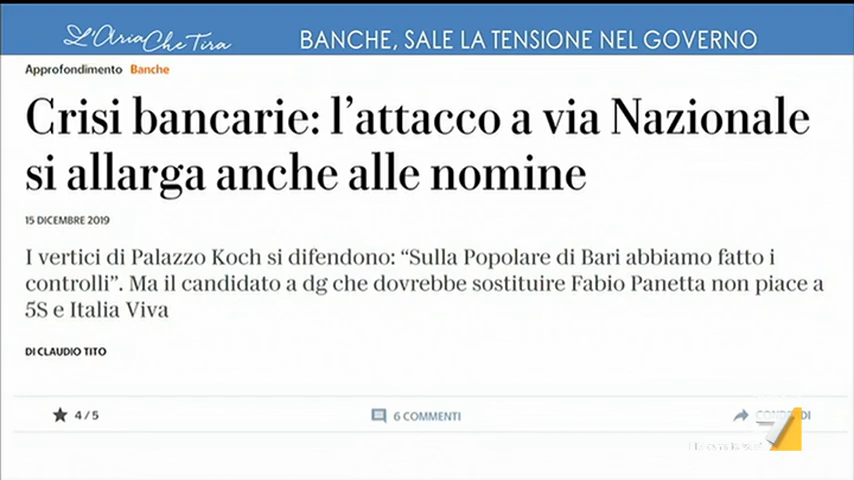 L'Aria Che Tira
BANCHE, SALE LA TENSIONE NEL GOVERNO
Approfondimento Banche
Crisi bancarie: l'attacco a via Nazionale
si allarga anche alle nomine
15 DICEMBRE 2019
I vertici di Palazzo Koch si difendono: “Sulla Popolare di Bari abbiamo fatto i
controlli”. Ma il candidato a dg che dovrebbe sostituire Fabio Panetta non piace a
5S e Italia Viva
DI CLAUDIO TITO
4 / 5
6 COMMENTI
7